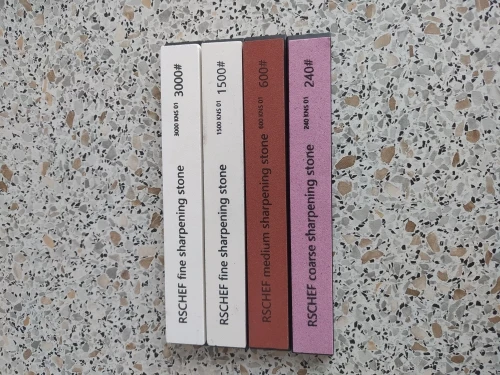 RSCHEF fine sharpening stone 3000 KNS 01 3000#
RSCHEF fine sharpening stone 1500 KNS 01 1500#
RSCHEF medium sharpening stone 600 KNS 01 600#
RSCHEF coarse sharpening stone 240 KNS 01 240#